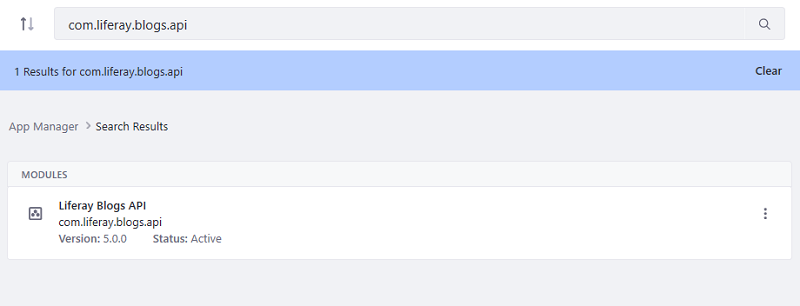 com.liferay.blogs.api
1 Results for com.liferay.blogs.api Clear
App Manager > Search Results
MODULES
Liferay Blogs API
com.liferay.blogs.api
Version: 5.0.0 Status: Active